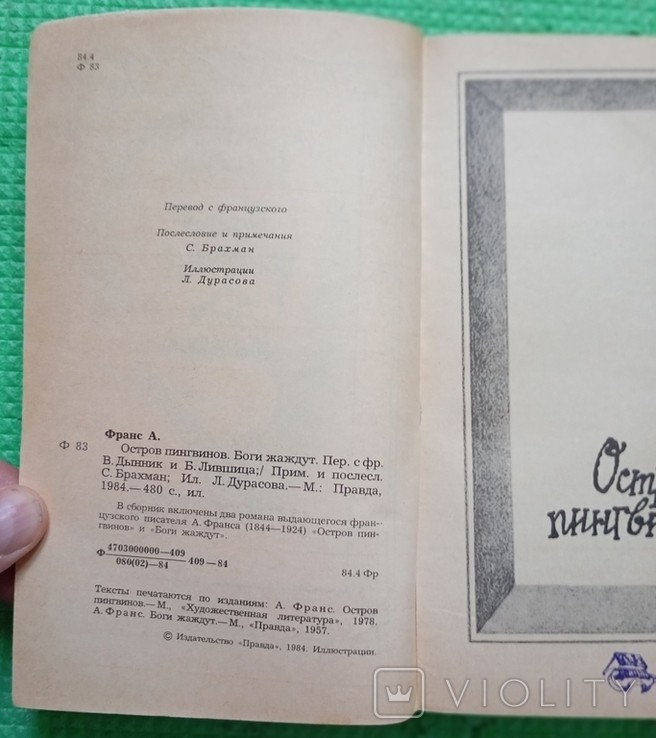 84.4
Ф 83
Перевод с французского
Послесловие и примечания
С. Брахман
Иллюстрации
Л. Дурасова
Франс А.
Ф 83
Остров пингвинов. Боги жаждут. Пер. с фр.
В. Дынник и Б. Лившица;/ Прим. и послесл.
С. Брахман; Ил. Л. Дурасова.— М.: Правда,
1984.—480 с., ил.
В сборник включены два романа выдающегося фран-
цузского писателя А. Франса (1844—1924) «Остров пин-
гвинов» и «Боги жаждут».
Ф 4703000000—409
080(02)—84 409—84
84.4 Фр
Тексты печатаются по изданиям: А. Франс. Остров
пингвинов.— М., «Художественная литература», 1978.
А. Франс. Боги жаждут.— М., «Правда», 1957.
© Издательство «Правда», 1984. Иллюстрации.
Остр
пингви
VIOLITY